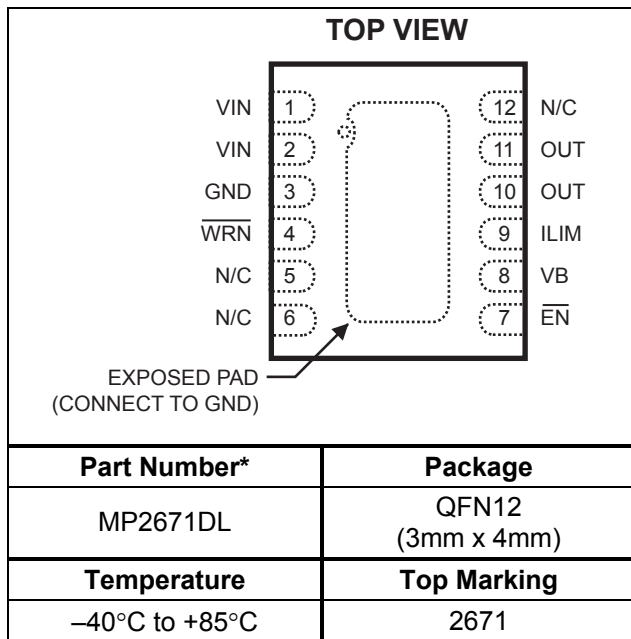 TOP VIEW
VIN 1 12 N/C
VIN 2 11 OUT
GND 3 10 OUT
WRN 4 9 ILIM
N/C 5 8 VB
N/C 6 7 EN
EXPOSED PAD
(CONNECT TO GND)
Part Number* Package
MP2671DL QFN12
(3mm x 4mm)
Temperature Top Marking
–40°C to +85°C 2671